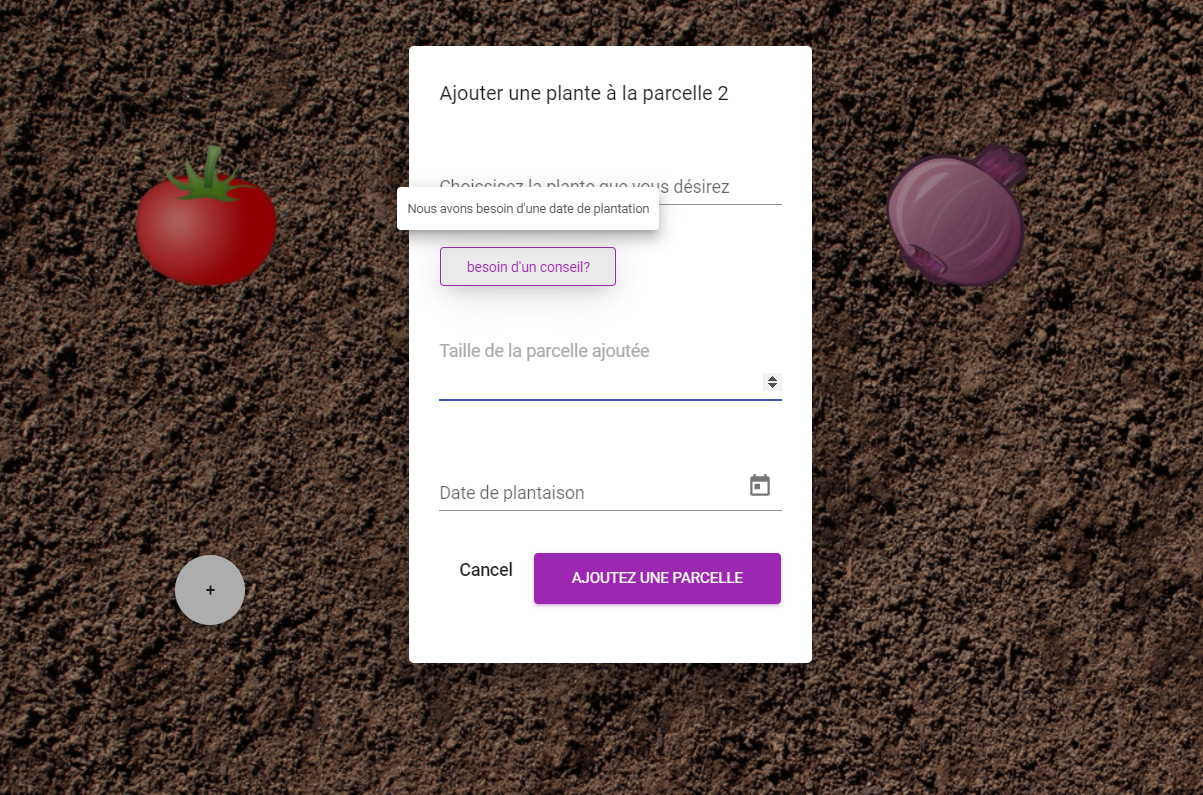 Ajouter une plante à la parcelle 2
Choissisez la plante que vous désirez
Nous avons besoin d'une date de plantation
besoin d'un conseil?
Taille de la parcelle ajoutée
Date de plantaison
Cancel
AJOUTEZ UNE PARCELLE
+